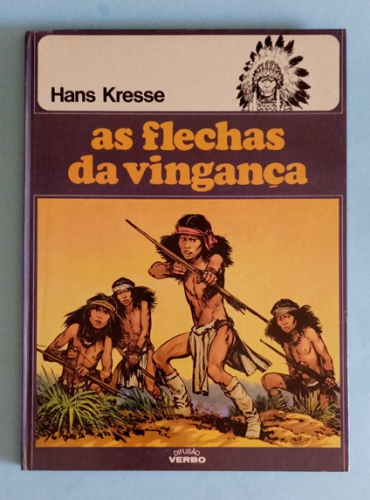 Hans Kresse
as flechas
da vingança
DIFUSÃO
VERBO